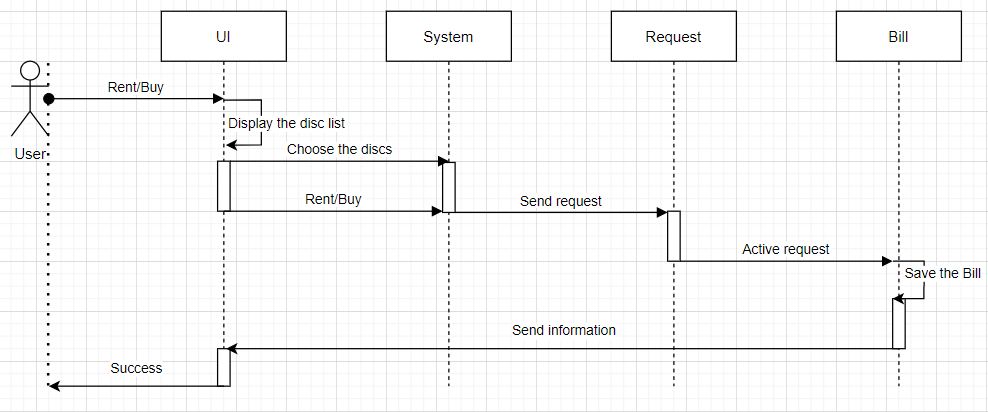 UI
System
Request
Bill
Rent/Buy
Display the disc list
User
Choose the discs
Rent/Buy
Send request
Active request
Save the Bill
Send information
Success